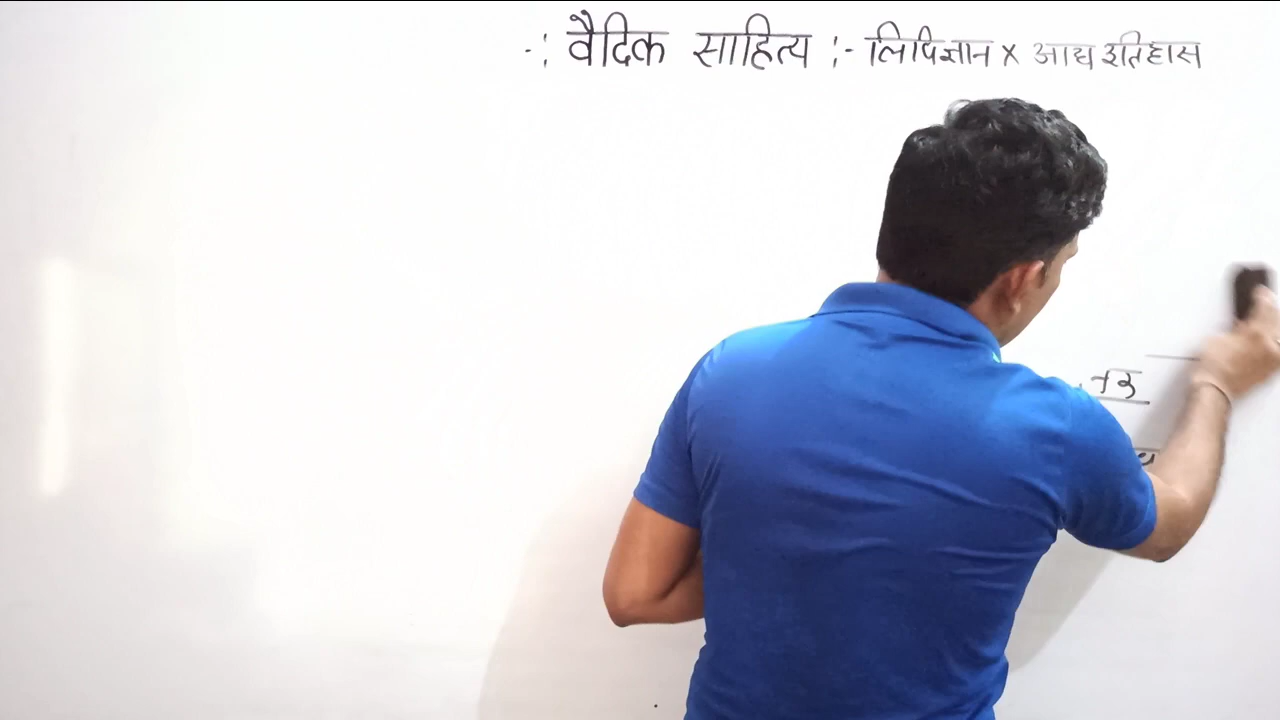 -: वैदिक साहित्य :- लिपिज्ञान x आद्य इतिहास